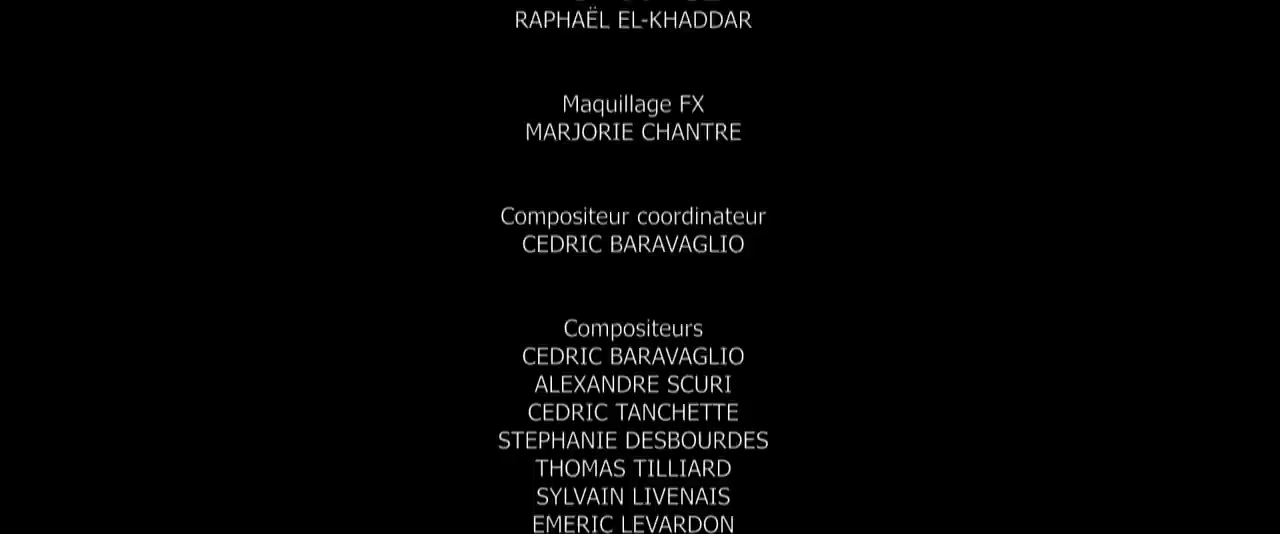 RAPHAËL EL-KHADDAR
Maquillage FX
MARJORIE CHANTRE
Compositeur coordinateur
CEDRIC BARAVAGLIO
Compositeurs
CEDRIC BARAVAGLIO
ALEXANDRE SCURI
CEDRIC TANCHETTE
STEPHANIE DESBOURDES
THOMAS TILLIARD
SYLVAIN LIVENAIS
EMERIC LEVARDON